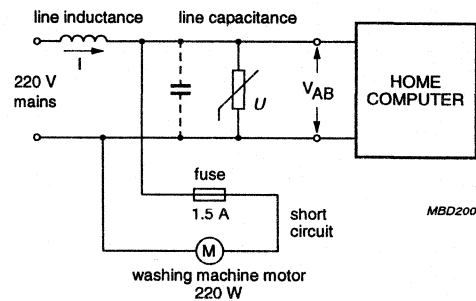 line inductance
line capacitance
I
220 V
mains
U
VAB
HOME
COMPUTER
fuse
1.5 A
short
circuit
MBD200
M
washing machine motor
220 W